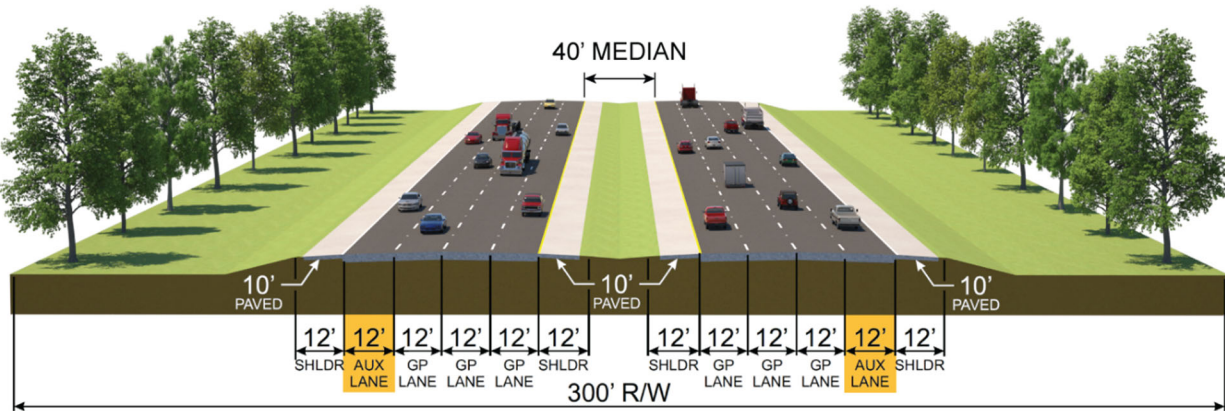 40' MEDIAN
10'
PAVED
10'
PAVED
10'
PAVED
12'
SHLDR
12'
AUX
LANE
12'
GP
LANE
12'
GP
LANE
12'
GP
LANE
12'
SHLDR
12'
SHLDR
12'
GP
LANE
12'
GP
LANE
12'
GP
LANE
12'
AUX
LANE
12'
SHLDR
300' R/W